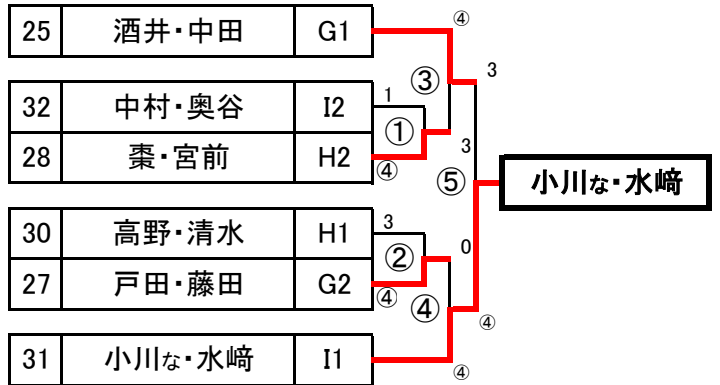 ④
25 酒井・中田 G1
3
③
32 中村・奥谷 I2 1
①
28 棗・宮前 H2 ④
3
⑤
小川な・水﨑
30 高野・清水 H1 3
②
0
27 戸田・藤田 G2 ④
④
④
31 小川な・水﨑 I1
④